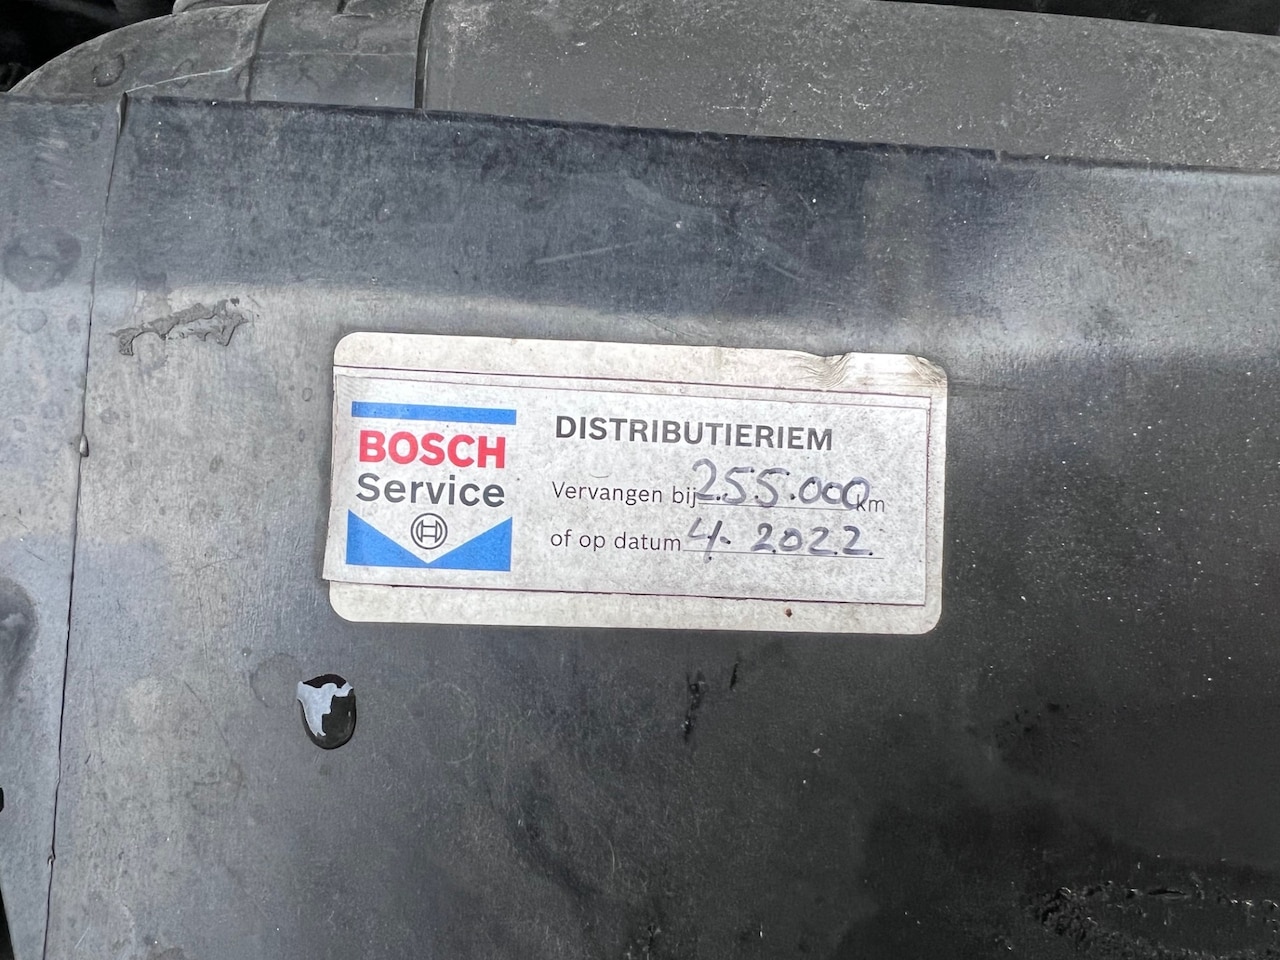 BOSCH
Service
DISTRIBUTIERIEM
Vervangen bij 255.000 km
of op datum 4. 2022.